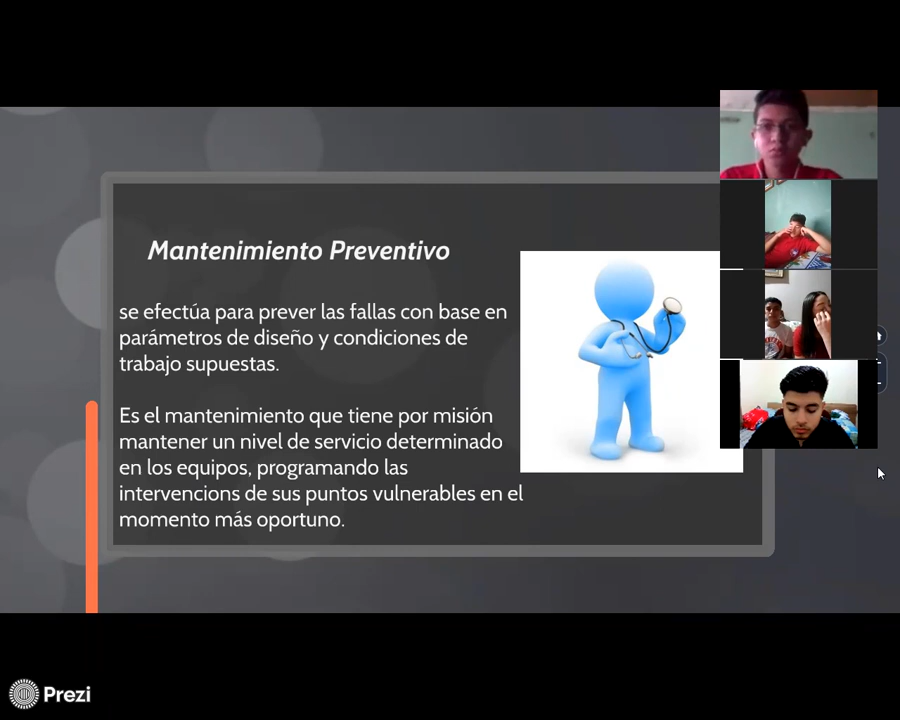 Mantenimiento Preventivo
se efectúa para prever las fallas con base en
parámetros de diseño y condiciones de
trabajo supuestas.
Es el mantenimiento que tiene por misión
mantener un nivel de servicio determinado
en los equipos, programando las
intervencions de sus puntos vulnerables en el
momento más oportuno.
Prezi